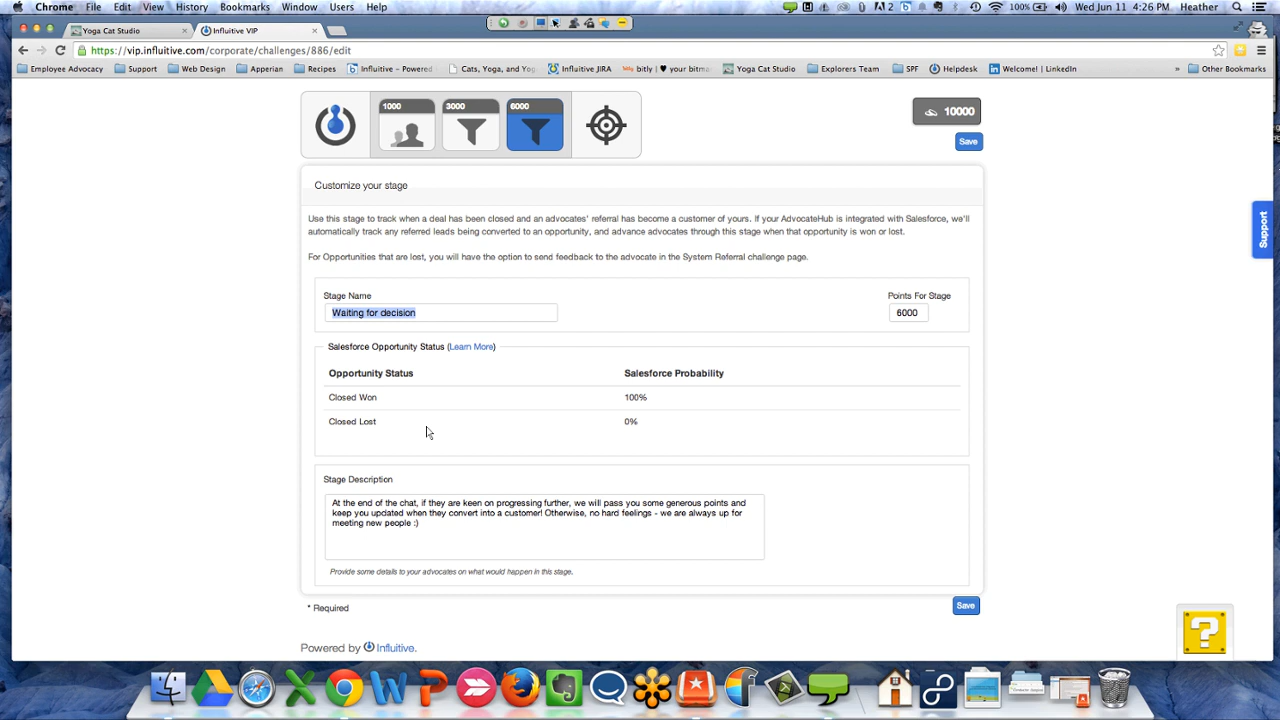 Chrome File Edit View History Bookmarks Window Users Help
2 100% Wed Jun 11 4:26 PM Heather
Yoga Cat Studio × Influitive VIP ×
https://vip.influitive.com/corporate/challenges/886/edit
Employee Advocacy Support Web Design Apperian Recipes Influitive – Powered Cats, Yoga, and Yog Influitive JIRA bitly | your bitmar Yoga Cat Studio Explorers Team SPF Helpdesk Welcome! | LinkedIn » Other Bookmarks
1000 3000 6000
10000
Save
Customize your stage
Use this stage to track when a deal has been closed and an advocates' referral has become a customer of yours. If your AdvocateHub is integrated with Salesforce, we'll
automatically track any referred leads being converted to an opportunity, and advance advocates through this stage when that opportunity is won or lost.
For Opportunities that are lost, you will have the option to send feedback to the advocate in the System Referral challenge page.
Support
Stage Name Points For Stage
Waiting for decision 6000
Salesforce Opportunity Status (Learn More)
Opportunity Status Salesforce Probability
Closed Won 100%
Closed Lost 0%
Stage Description
At the end of the chat, if they are keen on progressing further, we will pass you some generous points and
keep you updated when they convert into a customer! Otherwise, no hard feelings - we are always up for
meeting new people :)
Provide some details to your advocates on what would happen in this stage.
* Required
Save
Powered by Influitive.